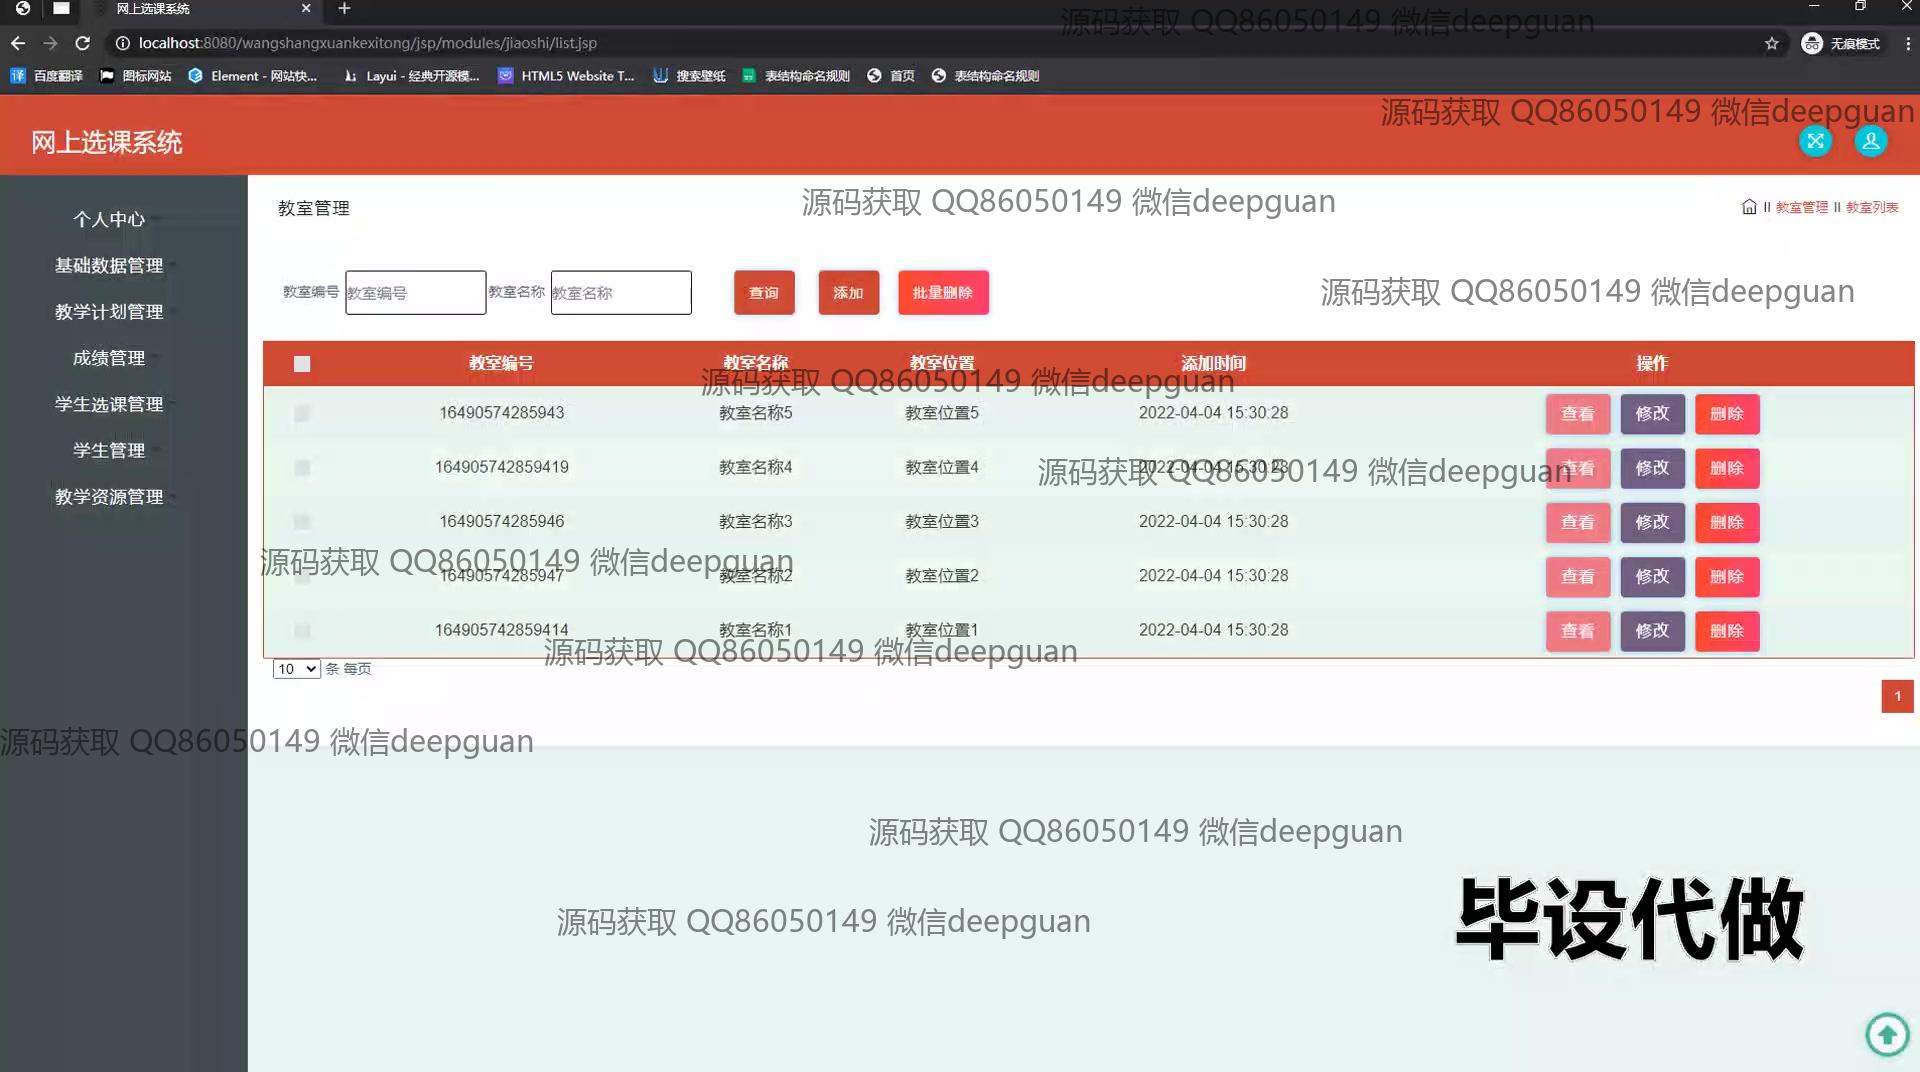 网上选课系统
源码获取 QQ86050149 微信deepguan
localhost:8080/wangshangxuankexitong/jsp/modules/jiaoshi/list.jsp
无痕模式
译 百度翻译 图标网站 Element - 网站快... Layui - 经典开源模... HTML5 Website T... 搜索壁纸 表结构命名规则 首页 表结构命名规则
源码获取 QQ86050149 微信deepguan
网上选课系统
源码获取 QQ86050149 微信deepguan
教室管理
教室管理 教室列表
个人中心
基础数据管理
教学计划管理
成绩管理
学生选课管理
学生管理
教学资源管理
源码获取 QQ86050149 微信deepguan
教室编号 教室编号 教室名称 教室名称 查询 添加 批量删除
教室编号 教室名称 教室位置 添加时间 操作
源码获取 QQ86050149 微信deepguan
16490574285943 教室名称5 教室位置5 2022-04-04 15:30:28 查看 修改 删除
164905742859419 教室名称4 教室位置4 2022-04-04 15:30:28 查看 修改 删除
源码获取 QQ86050149 微信deepguan
16490574285946 教室名称3 教室位置3 2022-04-04 15:30:28 查看 修改 删除
源码获取 QQ86050149 微信deepguan
16490574285947 教室名称2 教室位置2 2022-04-04 15:30:28 查看 修改 删除
164905742859414 教室名称1 教室位置1 2022-04-04 15:30:28 查看 修改 删除
源码获取 QQ86050149 微信deepguan
10 条 每页
1
源码获取 QQ86050149 微信deepguan
源码获取 QQ86050149 微信deepguan
毕设代做
源码获取 QQ86050149 微信deepguan